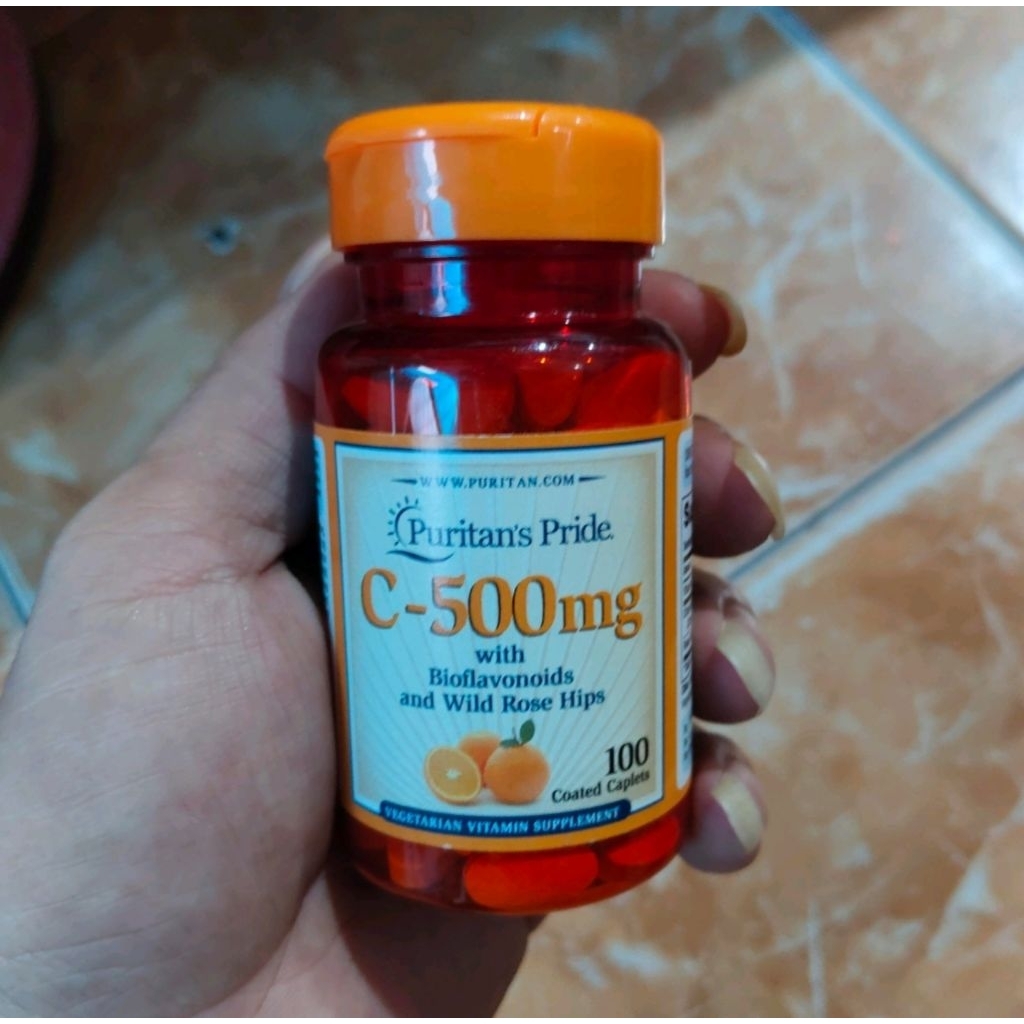 WWW.PURITAN.COM
Puritan's Pride.
C-500mg
with
Bioflavonoids
and Wild Rose Hips
100
Coated Caplets
VEGETARIAN VITAMIN SUPPLEMENT